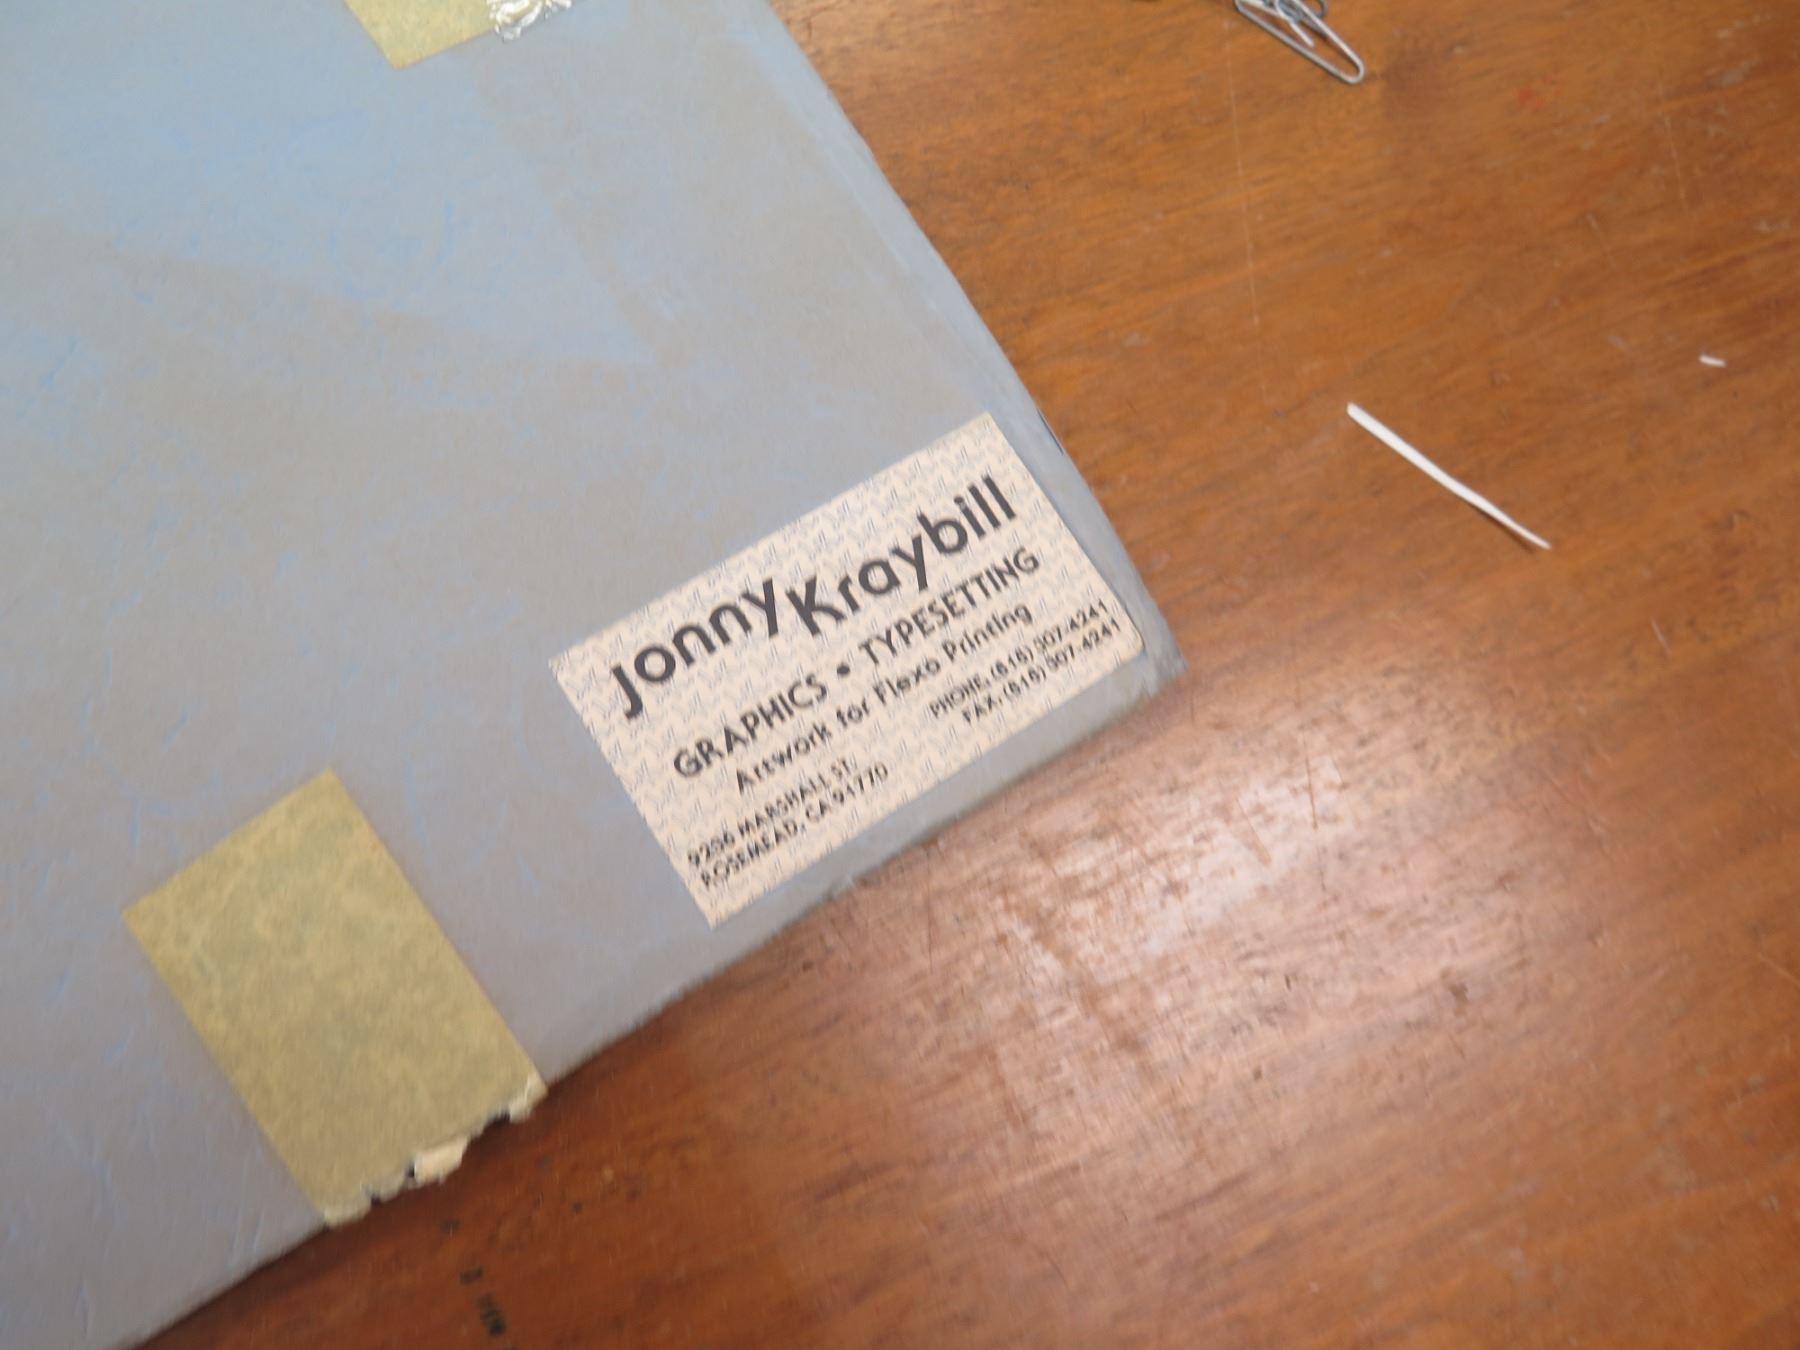 Jonny Kraybill
GRAPHICS • TYPESETTING
Artwork for Flexo Printing
PHONE. (818) 307-4241
FAX. (818) 307-4241
9256 MARSHALL ST.
ROSEMEAD, CA 91770